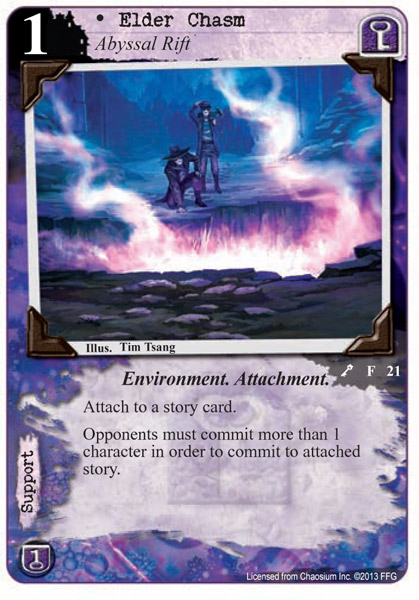 1
• Elder Chasm
Abyssal Rift
Illus. Tim Tsang
Environment. Attachment.
F 21
Attach to a story card.
Opponents must commit more than 1
character in order to commit to attached
story.
Support
1
Licensed from Chaosium Inc. ©2013 FFG